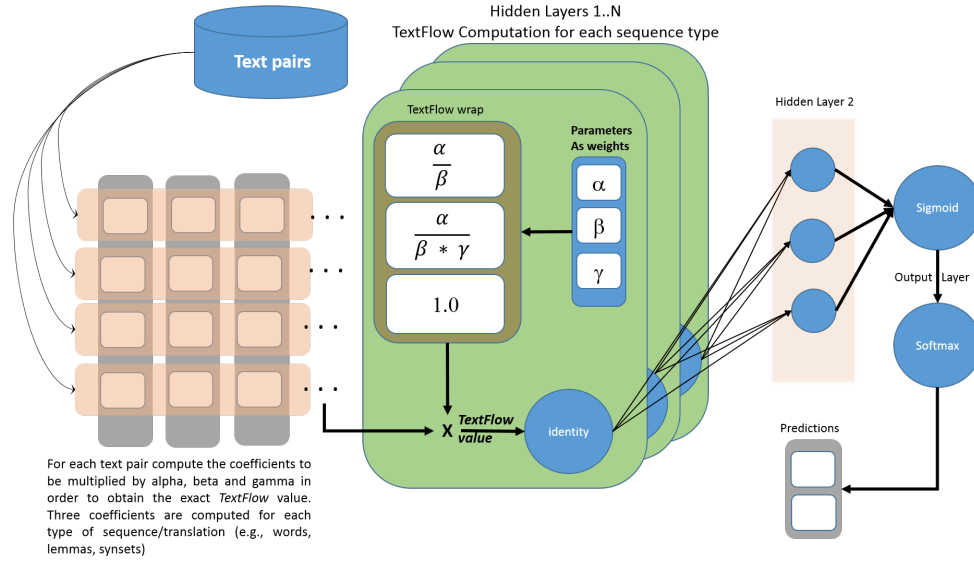 Hidden Layers 1..N
TextFlow Computation for each sequence type
Text pairs
TextFlow wrap
α
β
α
β * γ
1.0
Parameters
As weights
α
β
γ
Hidden Layer 2
Sigmoid
Output Layer
Softmax
Predictions
. . .
. . .
. . .
. . .
X
TextFlow
value
identity
For each text pair compute the coefficients to
be multiplied by alpha, beta and gamma in
order to obtain the exact TextFlow value.
Three coefficients are computed for each
type of sequence/translation (e.g., words,
lemmas, synsets)